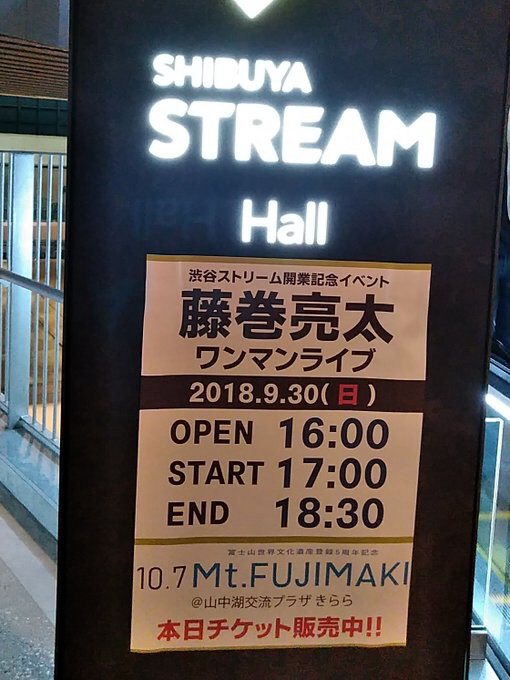 SHIBUYA
STREAM
Hall
渋谷ストリーム開業記念イベント
藤巻亮太
ワンマンライブ
2018.9.30(日)
OPEN 16:00
START 17:00
END 18:30
富士山世界文化遺産登録5周年記念
10.7 Mt.FUJIMAKI
@山中湖交流プラザ きらら
本日チケット販売中!!